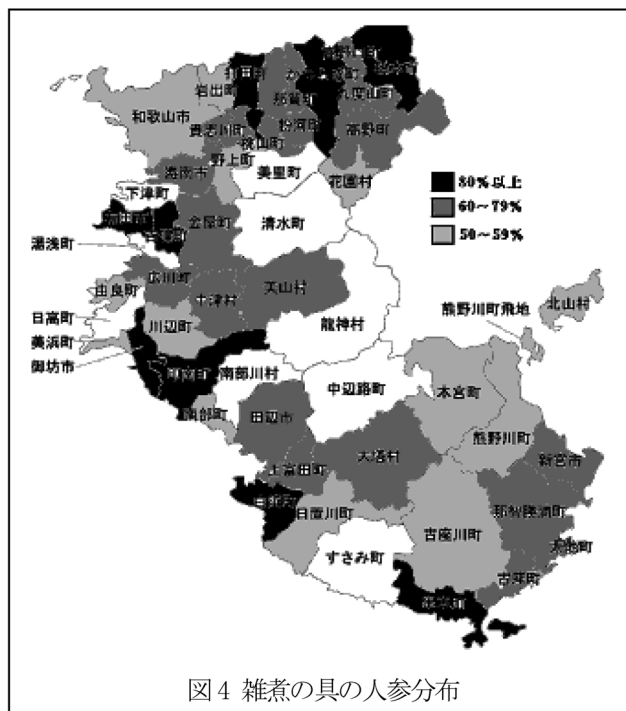 打田町
岩出町
那賀町
九度山町
和歌山市
貴志川町
粉河町
高野町
桃山町
野上町
海南市
美里町
花園村
下津町
80%以上
60～79%
50～59%
金屋町
清水町
湯浅町
広川町
由良町
中津村
美山村
龍神村
熊野川町飛地
北山村
日高町
川辺町
美浜町
御坊市
印南町
南部川村
中辺路町
本宮町
南部町
田辺市
熊野川町
大塔村
新宮市
上富田町
白浜町
日置川町
那智勝浦町
古座川町
太地町
すさみ町
古座町
串本町
図4 雑煮の具の人参分布